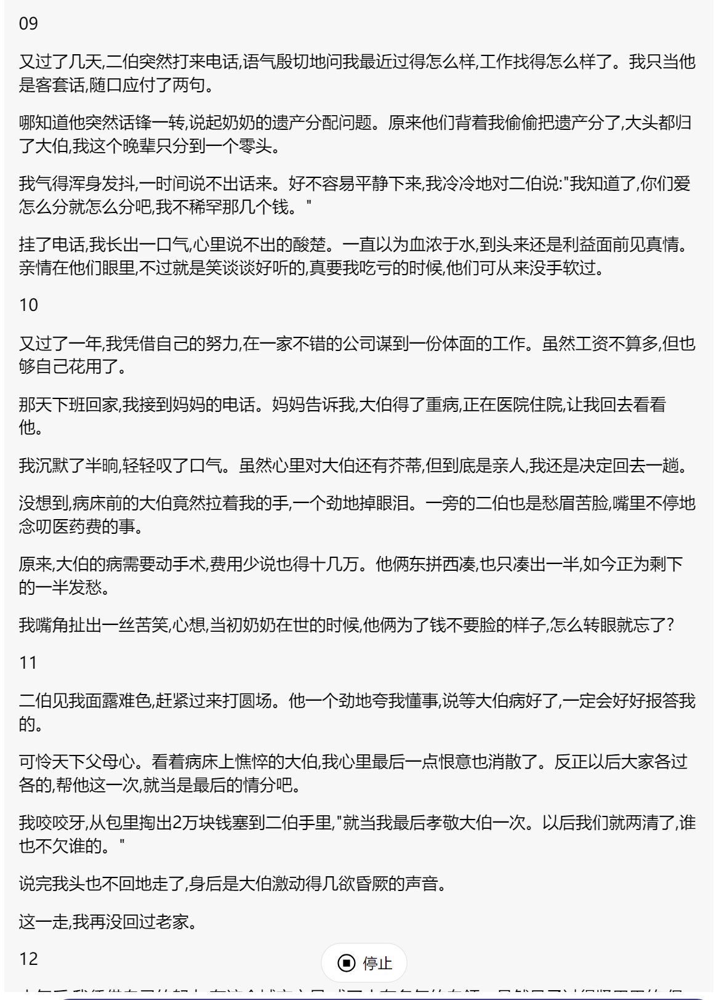 09
又过了几天,二伯突然打来电话,语气殷切地问我最近过得怎么样,工作找得怎么样了。我只当他
是客套话,随口应付了两句。
哪知道他突然话锋一转,说起奶奶的遗产分配问题。原来他们背着我偷偷把遗产分了,大头都归
了大伯,我这个晚辈只分到一个零头。
我气得浑身发抖,一时间说不出话来。好不容易平静下来,我冷冷地对二伯说:"我知道了,你们爱
怎么分就怎么分吧,我不稀罕那几个钱。"
挂了电话,我长出一口气,心里说不出的酸楚。一直以为血浓于水,到头来还是利益面前见真情。
亲情在他们眼里,不过就是笑谈谈好听的,真要我吃亏的时候,他们可从来没手软过。
10
又过了一年,我凭借自己的努力,在一家不错的公司谋到一份体面的工作。虽然工资不算多,但也
够自己花用了。
那天下班回家,我接到妈妈的电话。妈妈告诉我,大伯得了重病,正在医院住院,让我回去看看
他。
我沉默了半晌,轻轻叹了口气。虽然心里对大伯还有芥蒂,但到底是亲人,我还是决定回去一趟。
没想到,病床前的大伯竟然拉着我的手,一个劲地掉眼泪。一旁的二伯也是愁眉苦脸,嘴里不停地
念叨医药费的事。
原来,大伯的病需要动手术,费用少说也得十几万。他俩东拼西凑,也只凑出一半,如今正为剩下
的一半发愁。
我嘴角扯出一丝苦笑,心想,当初奶奶在世的时候,他俩为了钱不要脸的样子,怎么转眼就忘了?
11
二伯见我面露难色,赶紧过来打圆场。他一个劲地夸我懂事,说等大伯病好了,一定会好好报答我
的。
可怜天下父母心。看着病床上憔悴的大伯,我心里最后一点恨意也消散了。反正以后大家各过
各的,帮他这一次,就当是最后的情分吧。
我咬咬牙,从包里掏出2万块钱塞到二伯手里,"就当我最后孝敬大伯一次。以后我们就两清了,谁
也不欠谁的。"
说完我头也不回地走了,身后是大伯激动得几欲昏厥的声音。
这一走,我再没回过老家。
12
停止